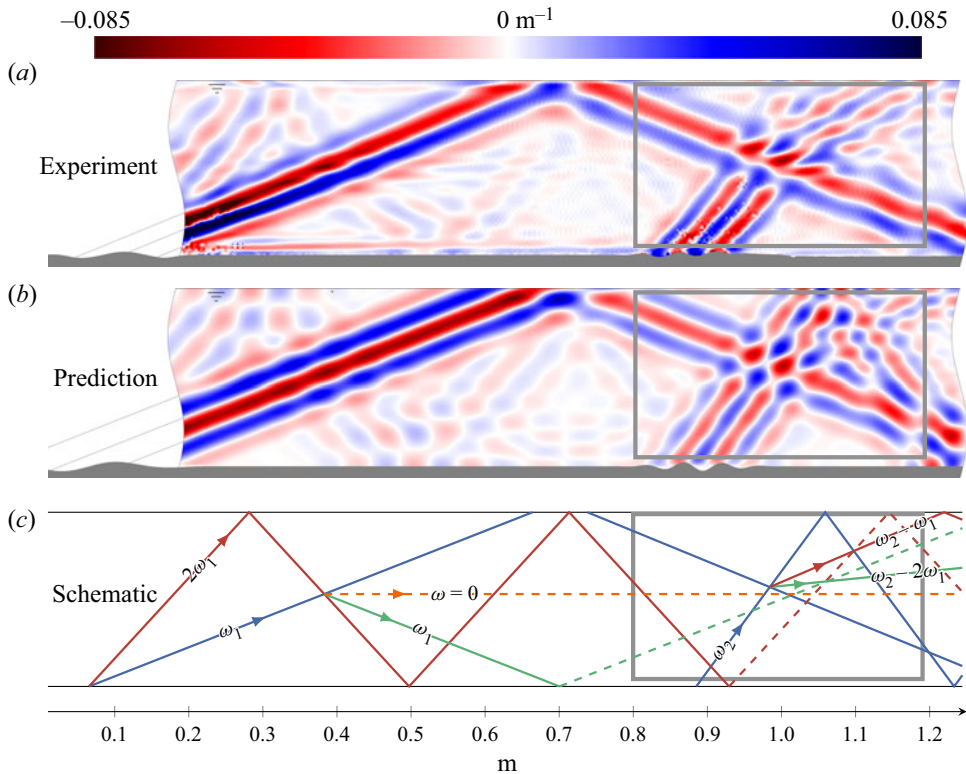 –0.085 0 m⁻¹ 0.085
(a)
Experiment
(b)
Prediction
(c)
2ω₁
ω₂ – ω₁
ω₂ – 2ω₁
Schematic
ω = 0
ω₁
ω₁
ω₂
0.1 0.2 0.3 0.4 0.5 0.6 0.7 0.8 0.9 1.0 1.1 1.2
m